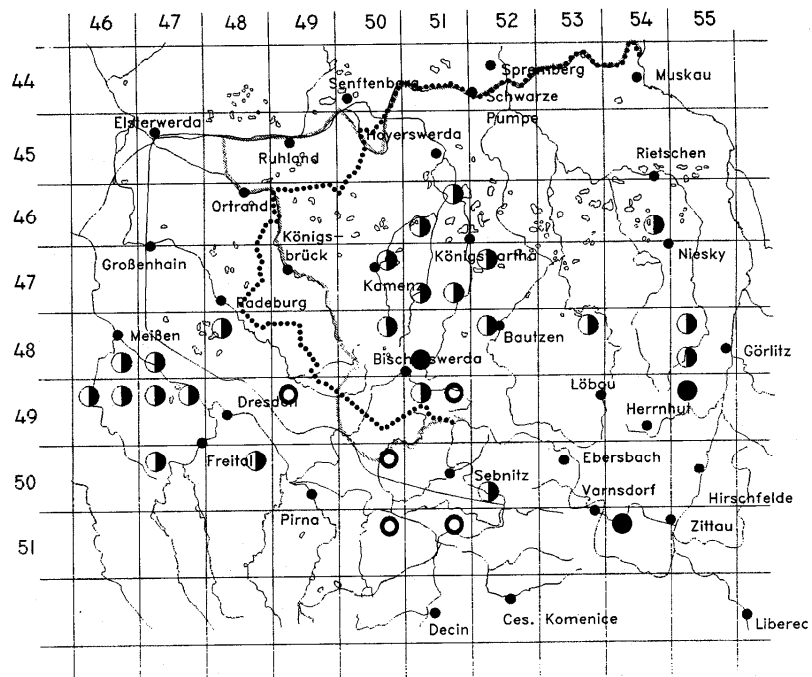 46 47 48 49 50 51 52 53 54 55
44
Senftenberg
Spremberg
Muskau
Elsterwerda
Schwarze
Pumpe
Hoyerswerda
45
Ruhland
Rietschen
46
Ortrand
Königs-
brück
Königswartha
Großenhain
Niesky
47
Kamenz
Radeburg
Meißen
Bautzen
48
Bischofswerda
Görlitz
Löbau
49
Dresden
Herrnhut
50
Freital
Sebnitz
Ebersbach
Varnsdorf
Hirschfelde
Pirna
Zittau
51
Decin
Ces. Komenice
Liberec